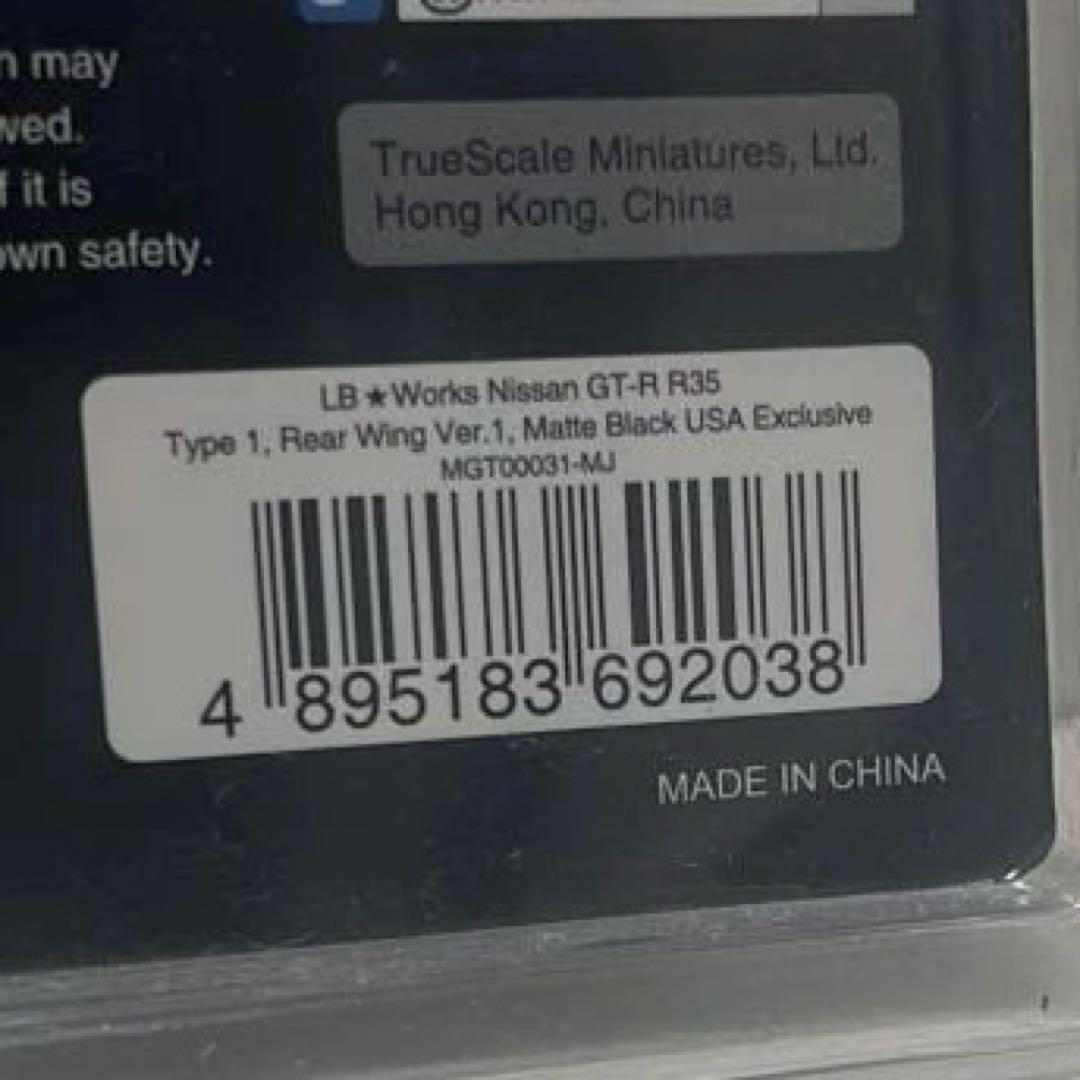 may
wed.
f it is
own safety.
TrueScale Miniatures, Ltd.
Hong Kong, China
LB★Works Nissan GT-R R35
Type 1, Rear Wing Ver.1, Matte Black USA Exclusive
MGT00031-MJ
4 895183 692038
MADE IN CHINA